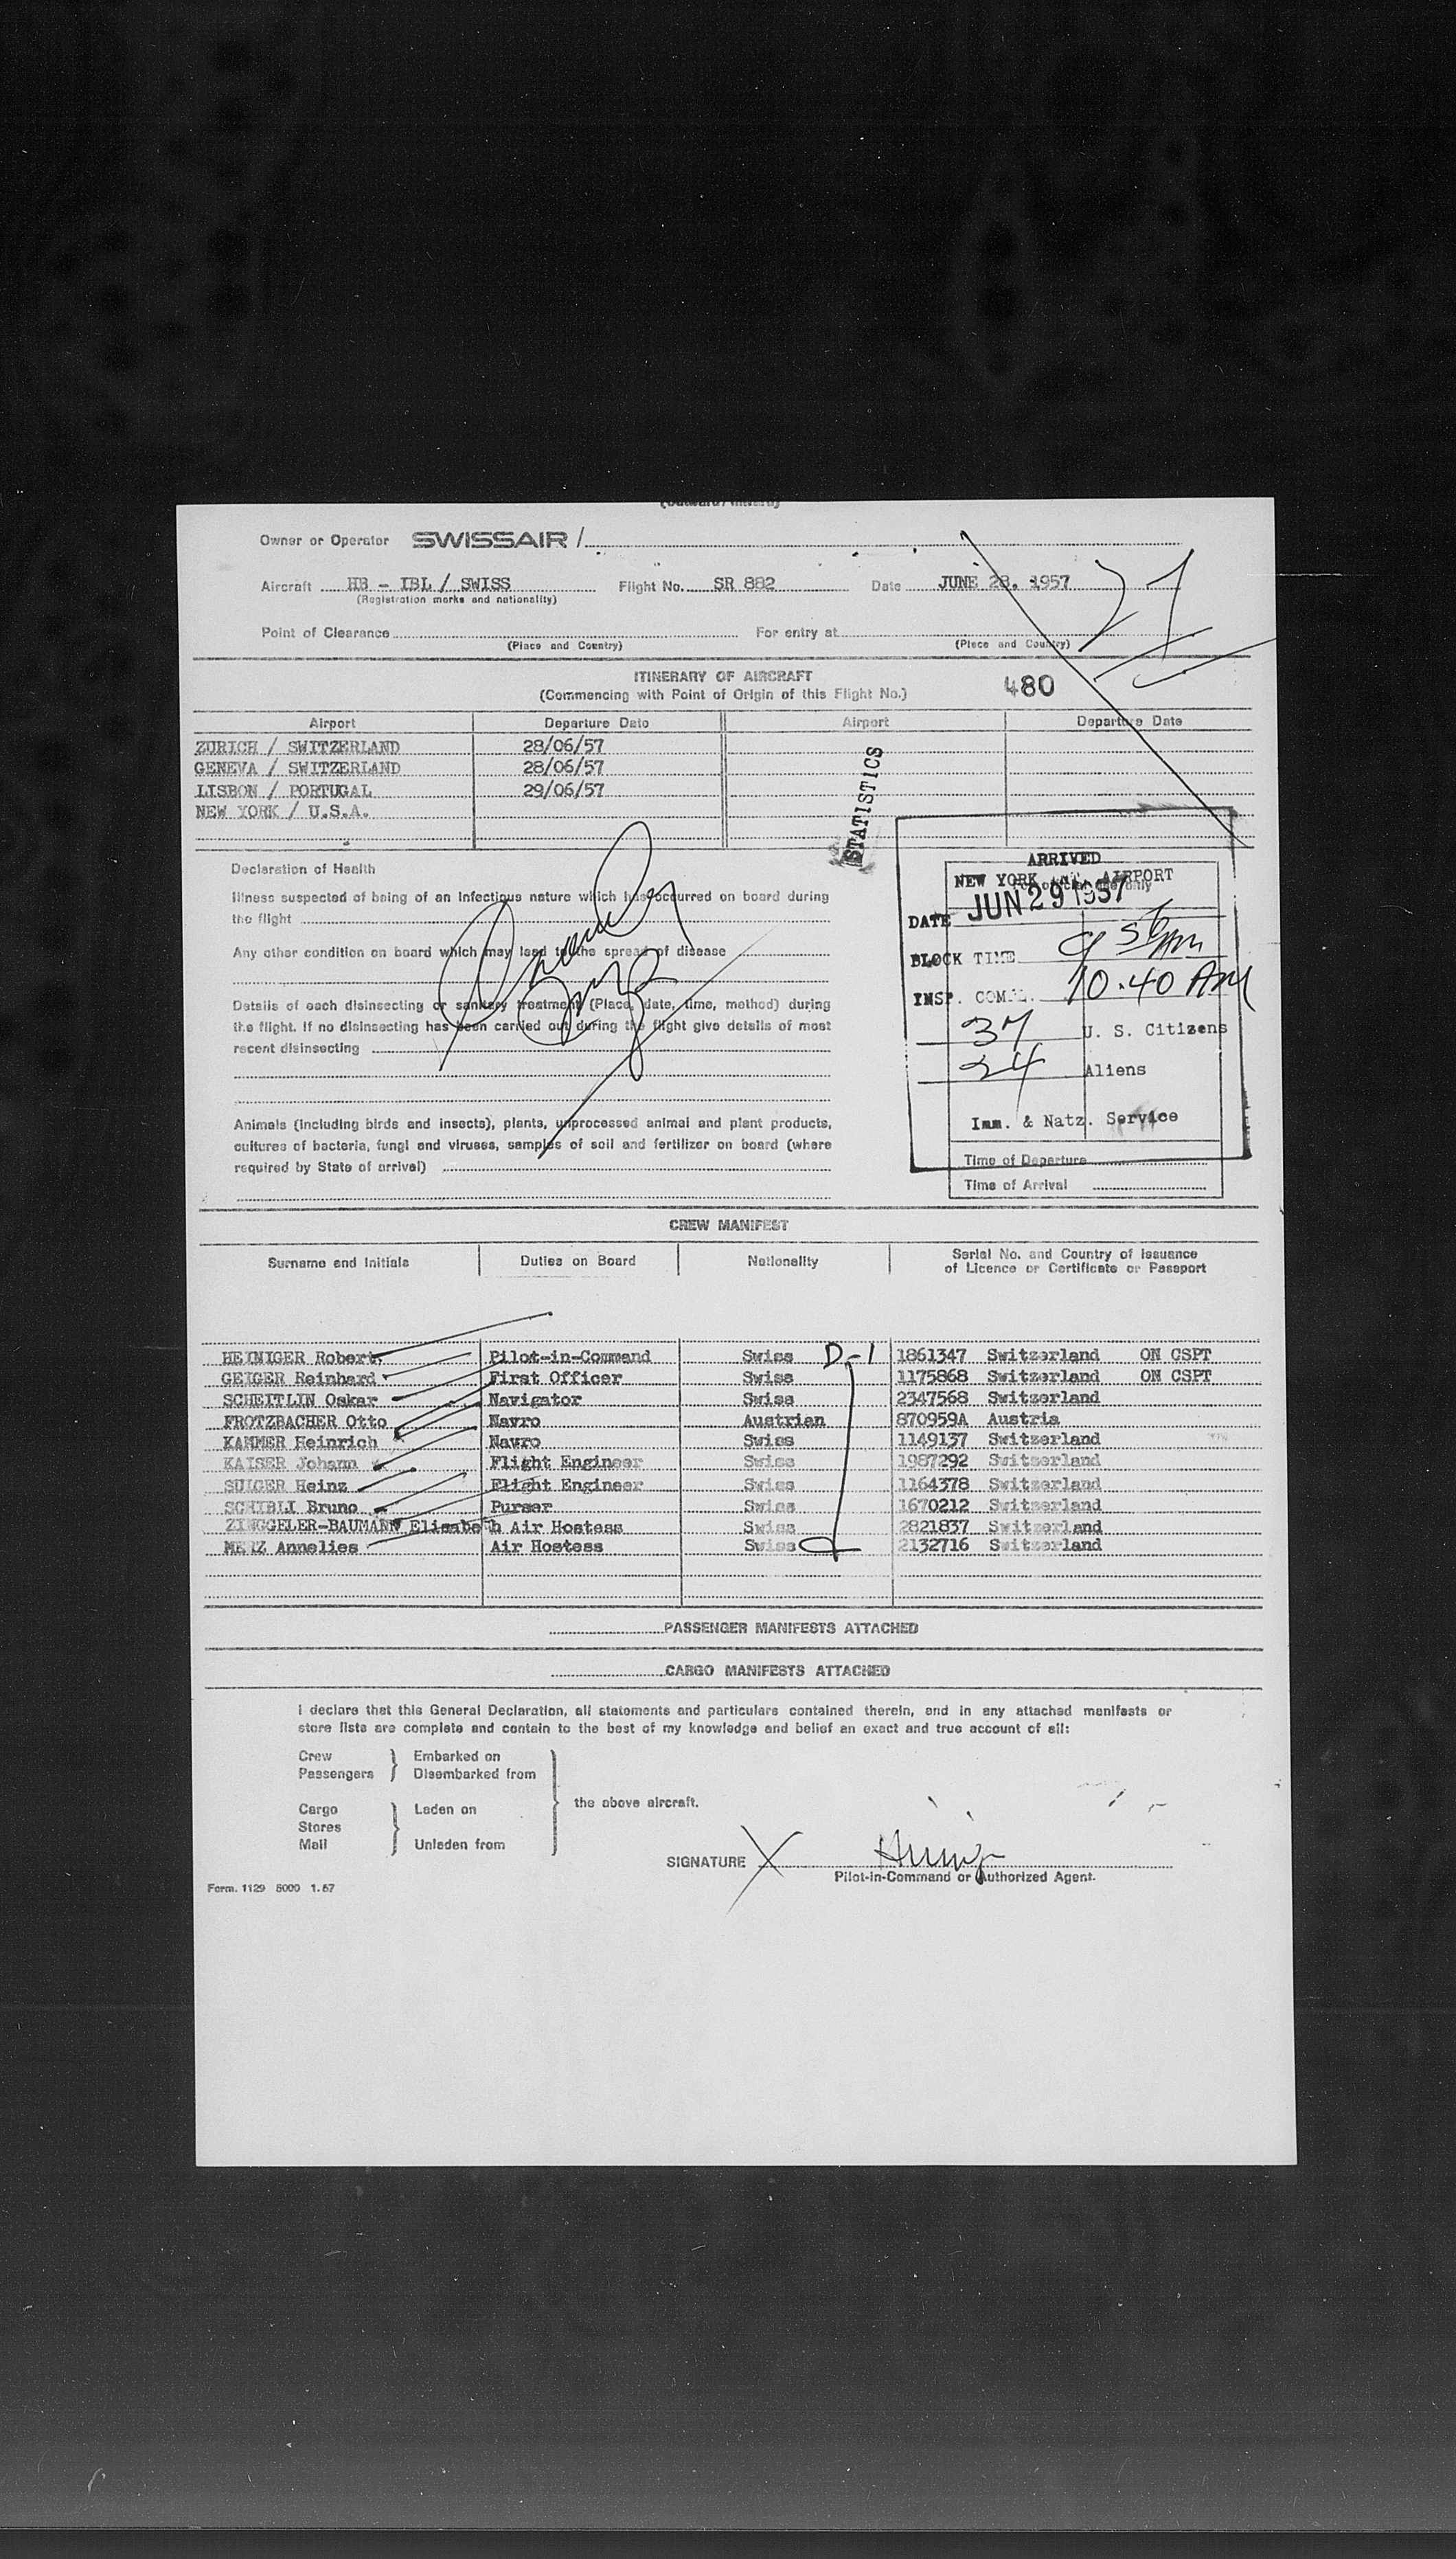 (Outward / Inward)
Owner or Operator SWISSAIR /
Aircraft HB - IBL / SWISS Flight No. SR 882 Date JUNE 28. 1957
(Registration marks and nationality)
Point of Clearance For entry at
(Place and Country) (Place and Country)
ITINERARY OF AIRCRAFT
(Commencing with Point of Origin of this Flight No.) 480
Airport Departure Date Airport Departure Date
ZURICH / SWITZERLAND 28/06/57
GENEVA / SWITZERLAND 28/06/57
LISBON / PORTUGAL 29/06/57
NEW YORK / U.S.A.
STATISTICS
Declaration of Health
Illness suspected of being of an infectious nature which has occurred on board during
the flight
Any other condition on board which may lead to the spread of disease
Details of each disinsecting or sanitary treatment (Place, date, time, method) during
the flight. If no disinsecting has been carried out during the flight give details of most
recent disinsecting
Animals (including birds and insects), plants, unprocessed animal and plant products,
cultures of bacteria, fungi and viruses, samples of soil and fertilizer on board (where
required by State of arrival)
ARRIVED
NEW YORK AIRPORT
DATE JUN 29 1957
BLOCK TIME
INSP. COMPL. 10.40 AM
37 U. S. Citizens
24 Aliens
Imm. & Natz. Service
Time of Departure
Time of Arrival
CREW MANIFEST
Surname and Initials Duties on Board Nationality Serial No. and Country of Issuance
of Licence or Certificate or Passport
HEINIGER Robert Pilot-in-Command Swiss D-1 1861347 Switzerland ON CSPT
GEIGER Reinhard First Officer Swiss 1175868 Switzerland ON CSPT
SCHEITLIN Oskar Navigator Swiss 2347568 Switzerland
FROTZBACHER Otto Navro Austrian 870959A Austria
KAMMER Heinrich Navro Swiss 1149137 Switzerland
KAISER Johann Flight Engineer Swiss 1987292 Switzerland
SULGER Heinz Flight Engineer Swiss 1164378 Switzerland
SCHIBLI Bruno Purser Swiss 1670212 Switzerland
ZINGGELER-BAUMANN Elisabeth Air Hostess Swiss 2821837 Switzerland
METZ Annelies Air Hostess Swiss 2132716 Switzerland
PASSENGER MANIFESTS ATTACHED
CARGO MANIFESTS ATTACHED
I declare that this General Declaration, all statements and particulars contained therein, and in any attached manifests or
store lists are complete and contain to the best of my knowledge and belief an exact and true account of all:
Crew Embarked on
Passengers Disembarked from
the above aircraft.
Cargo Laden on
Stores
Mail Unladen from
SIGNATURE X
Pilot-in-Command or Authorized Agent.
Form. 1129 5000 1.57